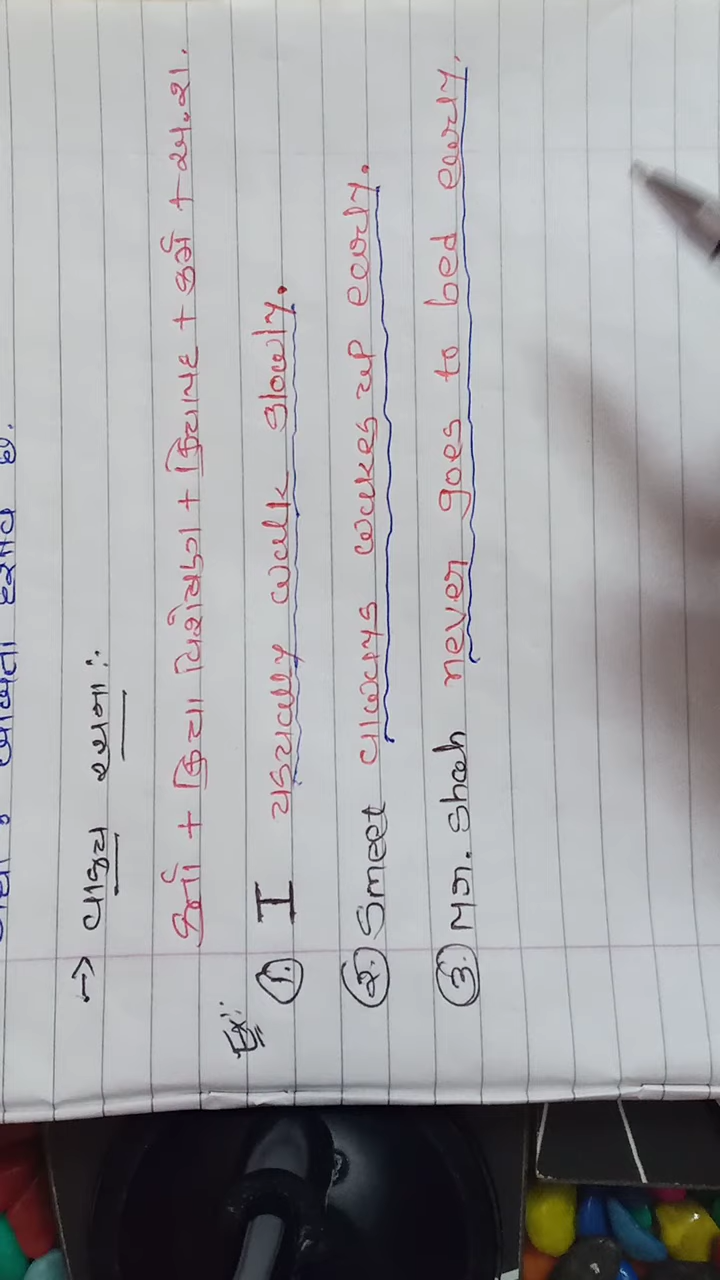 દર્શાવે છે.
→ વાક્ય રચના :-
કર્તા + ક્રિયા વિશેષણ + ક્રિયાપદ + કર્મ + અ.શ.
Ex:-
1. I usually walk slowly.
2. Smeet always wakes up early.
3. Mr. Shah never goes to bed early.